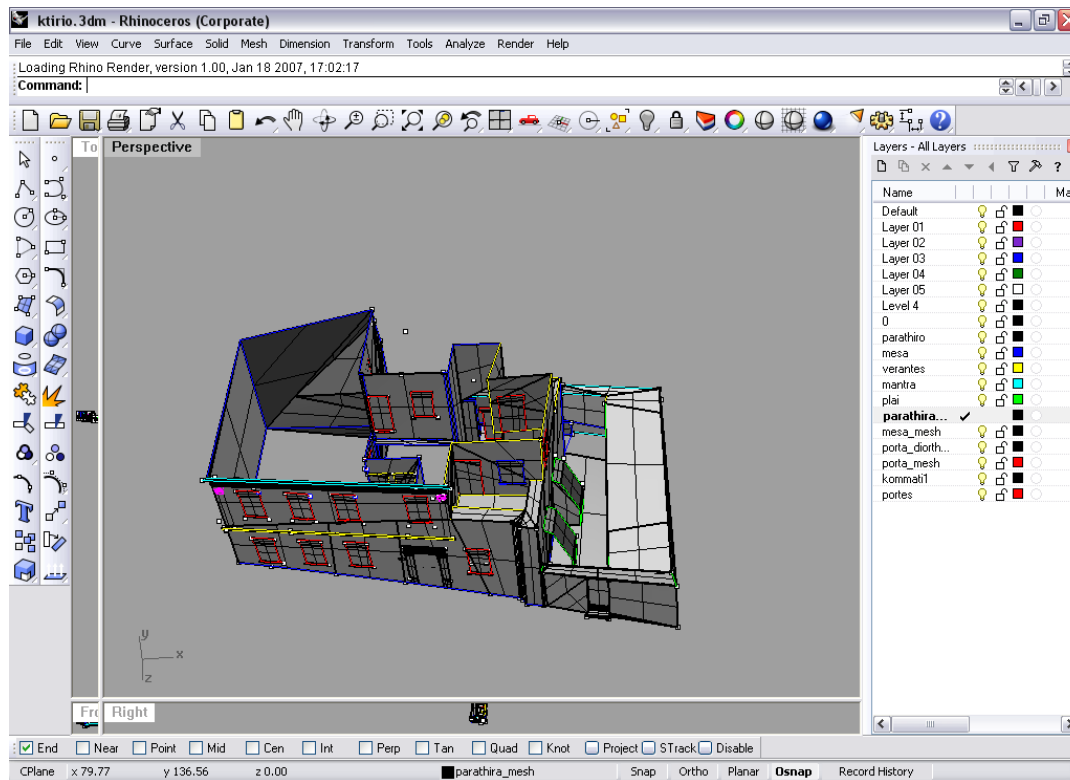 ktirio.3dm - Rhinoceros (Corporate)
File Edit View Curve Surface Solid Mesh Dimension Transform Tools Analyze Render Help
Loading Rhino Render, version 1.00, Jan 18 2007, 17:02:17
Command:
To
Perspective
Layers - All Layers
Name Ma
Default
Layer 01
Layer 02
Layer 03
Layer 04
Layer 05
Level 4
0
parathiro
mesa
verantes
mantra
plai
parathira...
mesa_mesh
porta_diorth...
porta_mesh
kommati1
portes
y
x
z
Fro
Right
End Near Point Mid Cen Int Perp Tan Quad Knot Project STrack Disable
CPlane x 79.77 y 136.56 z 0.00 parathira_mesh Snap Ortho Planar Osnap Record History